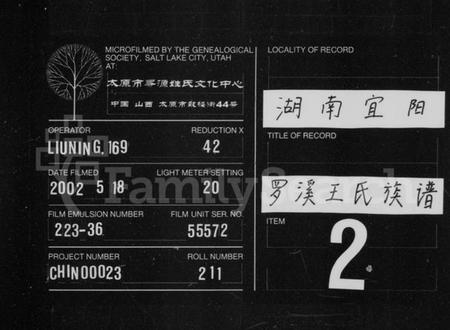 MICROFILMED BY THE GENEALOGICAL
SOCIETY, SALT LAKE CITY, UTAH
AT:
太原市寻源姓氏文化中心
中国 山西 太原市敦化街44号
OPERATOR
REDUCTION X
LIUNING, 169
42
DATE FILMED
LIGHT METER SETTING
2002 5 18
20
FILM EMULSION NUMBER
FILM UNIT SER. NO.
223-36
55572
PROJECT NUMBER
ROLL NUMBER
CHIN00023
211
LOCALITY OF RECORD
湖南宜阳
TITLE OF RECORD
罗溪王氏族谱
ITEM
2
FamilySearch